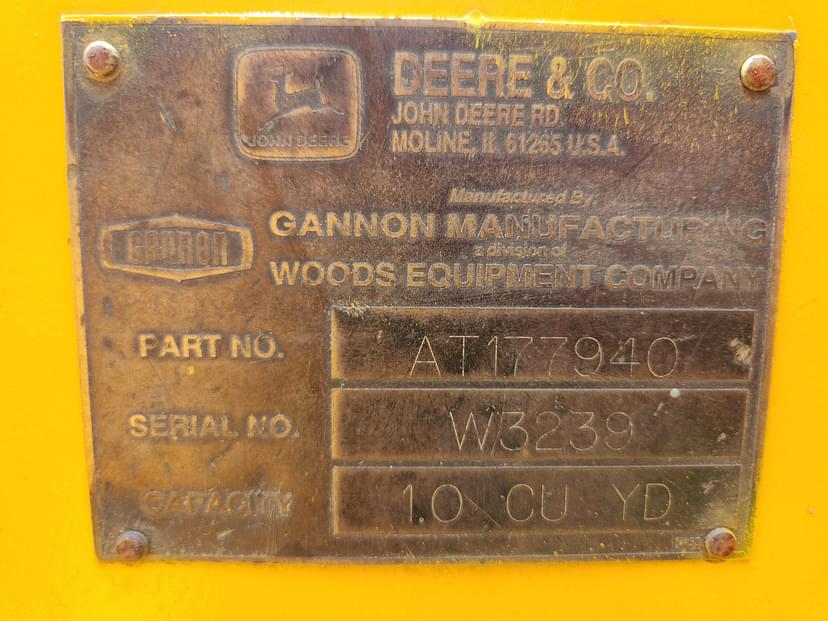 JOHN DEERE
DEERE & CO.
JOHN DEERE RD.
MOLINE, IL 61265 U.S.A.
Manufactured By:
GANNON
GANNON MANUFACTURING
a division of
WOODS EQUIPMENT COMPANY
PART NO. AT177940
SERIAL NO. W3239
CAPACITY 1.0 CU YD